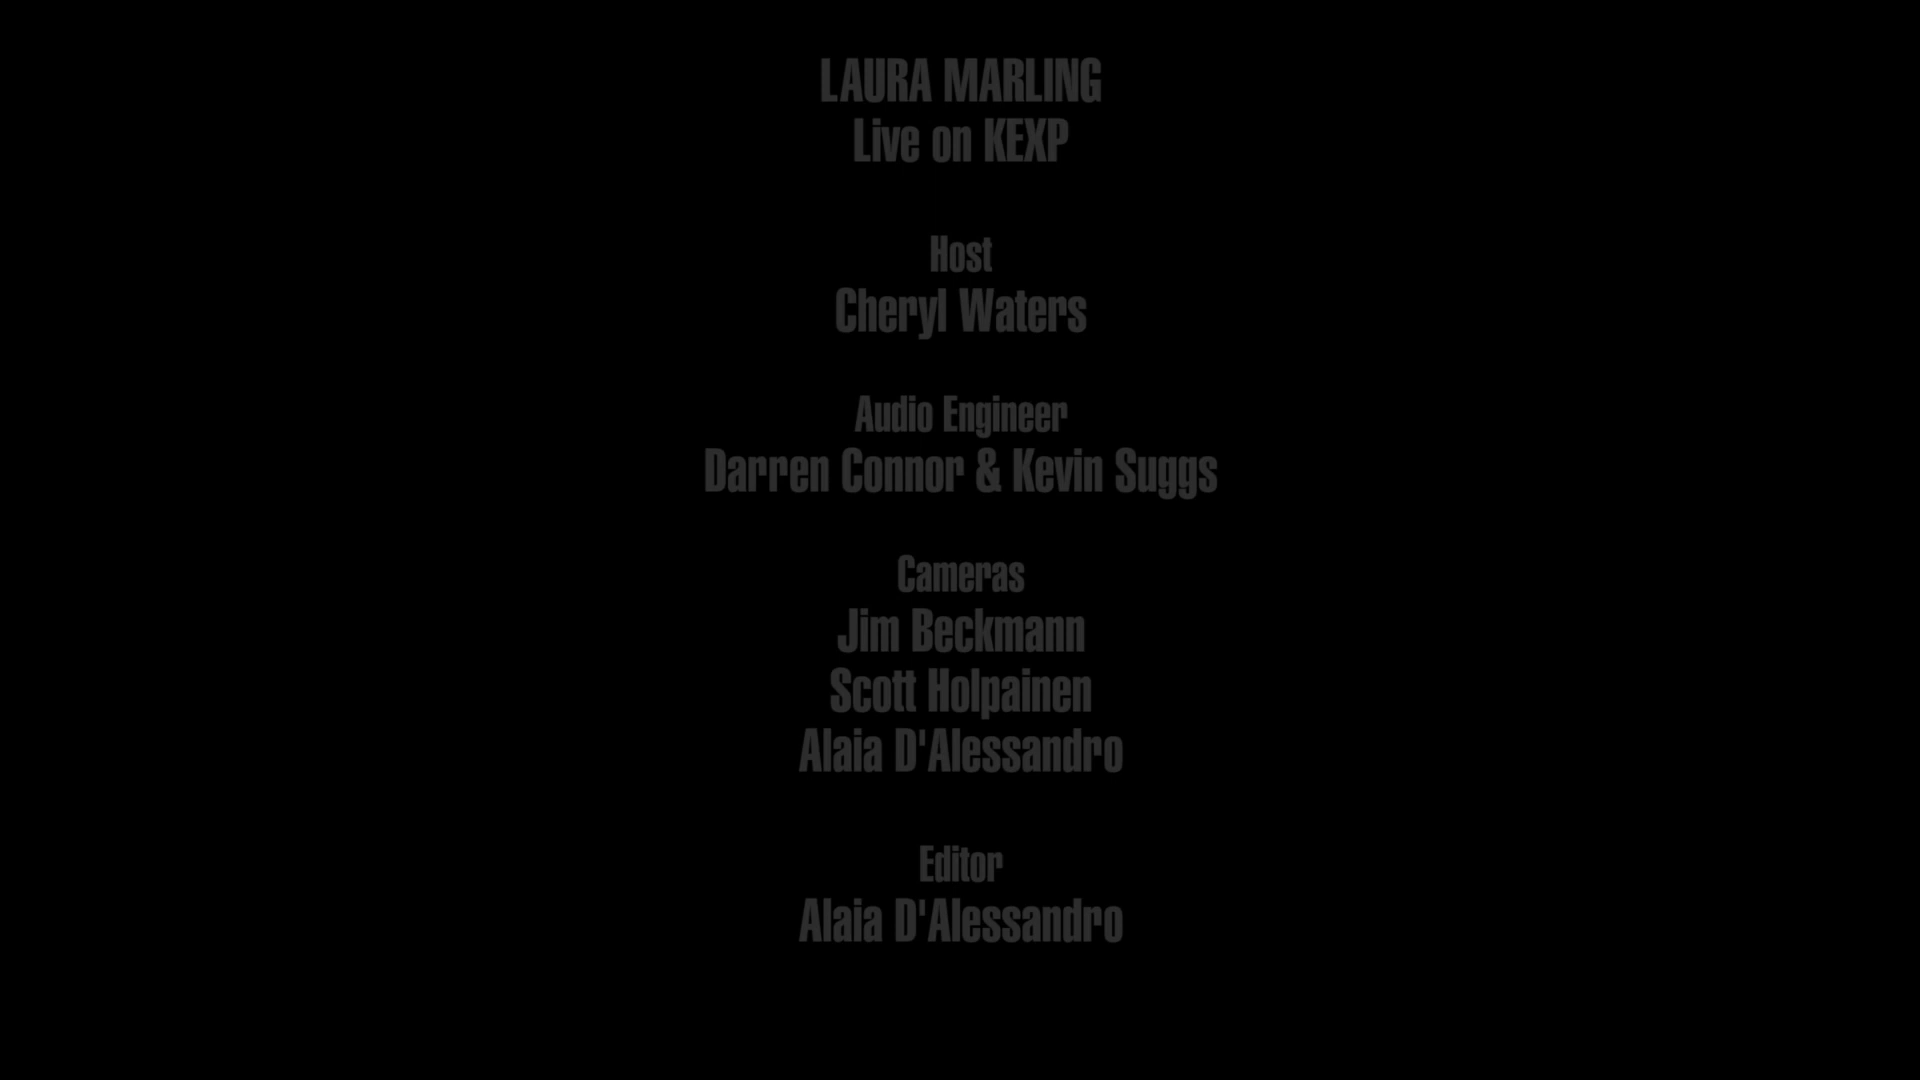 LAURA MARLING
Live on KEXP
Host
Cheryl Waters
Audio Engineer
Darren Connor & Kevin Suggs
Cameras
Jim Beckmann
Scott Holpainen
Alaia D'Alessandro
Editor
Alaia D'Alessandro